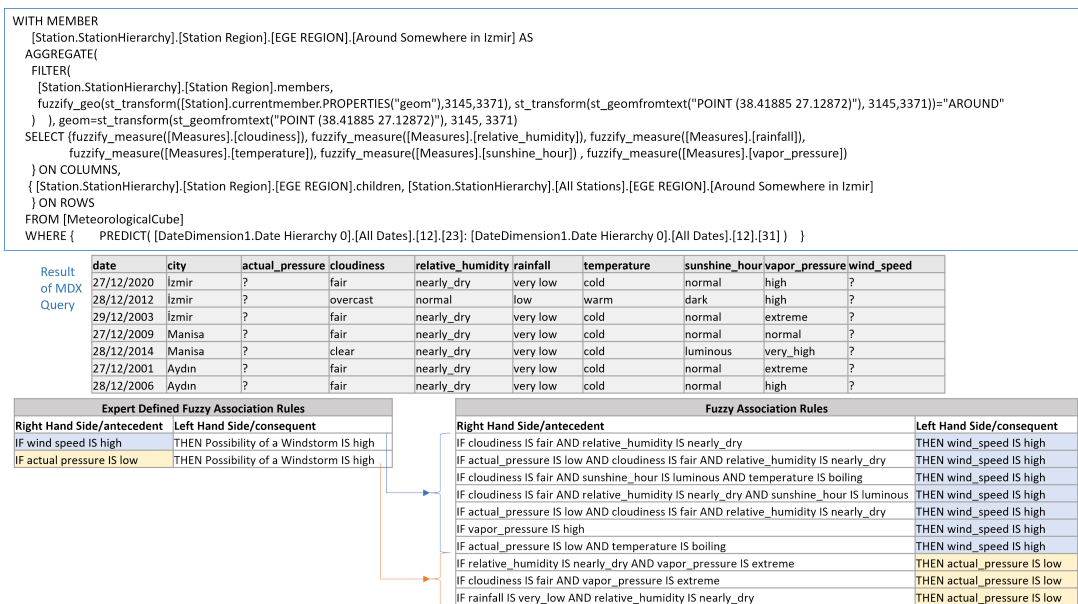 WITH MEMBER
[Station.StationHierarchy].[Station Region].[EGE REGION].[Around Somewhere in Izmir] AS
AGGREGATE(
FILTER(
[Station.StationHierarchy].[Station Region].members,
fuzzify_geo(st_transform([Station].currentmember.PROPERTIES("geom"),3145,3371), st_transform(st_geomfromtext("POINT (38.41885 27.12872)"), 3145,3371))="AROUND"
) ), geom=st_transform(st_geomfromtext("POINT (38.41885 27.12872)"), 3145, 3371)
SELECT {fuzzify_measure([Measures].[cloudiness]), fuzzify_measure([Measures].[relative_humidity]), fuzzify_measure([Measures].[rainfall]),
fuzzify_measure([Measures].[temperature]), fuzzify_measure([Measures].[sunshine_hour]) , fuzzify_measure([Measures].[vapor_pressure])
} ON COLUMNS,
{ [Station.StationHierarchy].[Station Region].[EGE REGION].children, [Station.StationHierarchy].[All Stations].[EGE REGION].[Around Somewhere in Izmir]
} ON ROWS
FROM [MeteorologicalCube]
WHERE { PREDICT( [DateDimension1.Date Hierarchy 0].[All Dates].[12].[23]: [DateDimension1.Date Hierarchy 0].[All Dates].[12].[31] ) }
Result
of MDX
Query
date city actual_pressure cloudiness relative_humidity rainfall temperature sunshine_hour vapor_pressure wind_speed
27/12/2020 İzmir ? fair nearly_dry very low cold normal high ?
28/12/2012 İzmir ? overcast normal low warm dark high ?
29/12/2003 İzmir ? fair nearly_dry very low cold normal extreme ?
27/12/2009 Manisa ? fair nearly_dry very low cold normal normal ?
28/12/2014 Manisa ? clear nearly_dry very low cold luminous very_high ?
27/12/2001 Aydın ? fair nearly_dry very low cold normal extreme ?
28/12/2006 Aydın ? fair nearly_dry very low cold normal high ?
Expert Defined Fuzzy Association Rules
Right Hand Side/antecedent Left Hand Side/consequent
IF wind speed IS high THEN Possibility of a Windstorm IS high
IF actual pressure IS low THEN Possibility of a Windstorm IS high
Fuzzy Association Rules
Right Hand Side/antecedent Left Hand Side/consequent
IF cloudiness IS fair AND relative_humidity IS nearly_dry THEN wind_speed IS high
IF actual_pressure IS low AND cloudiness IS fair AND relative_humidity IS nearly_dry THEN wind_speed IS high
IF cloudiness IS fair AND sunshine_hour IS luminous AND temperature IS boiling THEN wind_speed IS high
IF cloudiness IS fair AND relative_humidity IS nearly_dry AND sunshine_hour IS luminous THEN wind_speed IS high
IF actual_pressure IS low AND cloudiness IS fair AND relative_humidity IS nearly_dry THEN wind_speed IS high
IF vapor_pressure IS high THEN wind_speed IS high
IF actual_pressure IS low AND temperature IS boiling THEN wind_speed IS high
IF relative_humidity IS nearly_dry AND vapor_pressure IS extreme THEN actual_pressure IS low
IF cloudiness IS fair AND vapor_pressure IS extreme THEN actual_pressure IS low
IF rainfall IS very_low AND relative_humidity IS nearly_dry THEN actual_pressure IS low